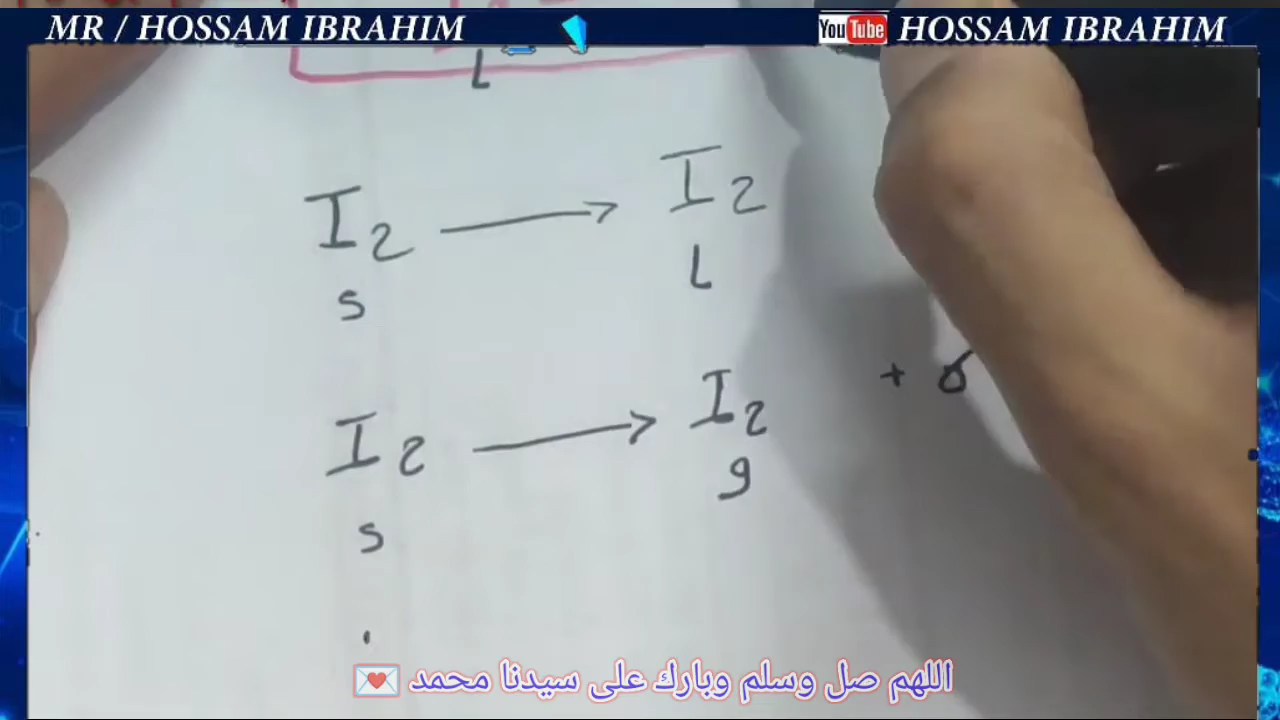 MR / HOSSAM IBRAHIM
YouTube HOSSAM IBRAHIM
L
I2 → I2
s L
I2 → I2 +
s g
اللهم صل وسلم وبارك على سيدنا محمد 💌